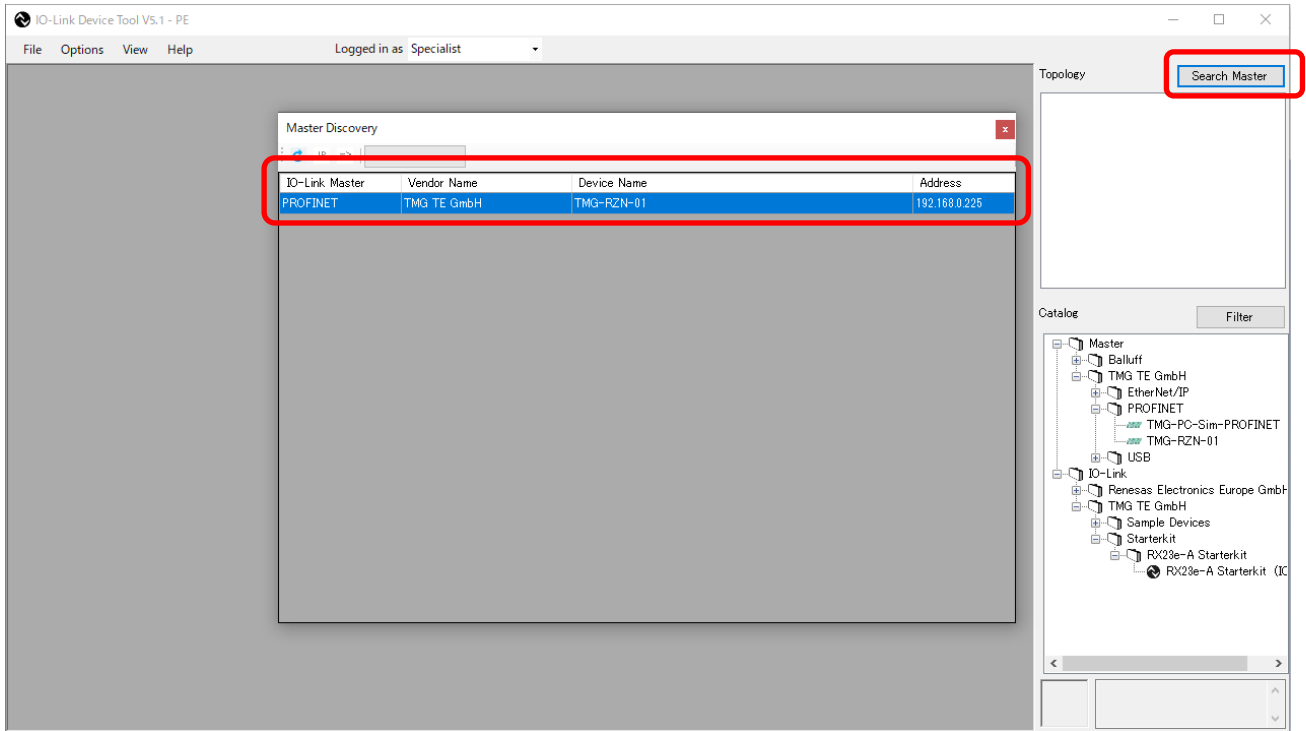 IO-Link Device Tool V5.1 - PE
File Options View Help Logged in as Specialist
Topology Search Master
Master Discovery
IP =>
IO-Link Master Vendor Name Device Name Address
PROFINET TMG TE GmbH TMG-RZN-01 192.168.0.225
Catalog Filter
Master
Balluff
TMG TE GmbH
EtherNet/IP
PROFINET
TMG-PC-Sim-PROFINET
TMG-RZN-01
USB
IO-Link
Renesas Electronics Europe GmbH
TMG TE GmbH
Sample Devices
Starterkit
RX23e-A Starterkit
RX23e-A Starterkit (IO